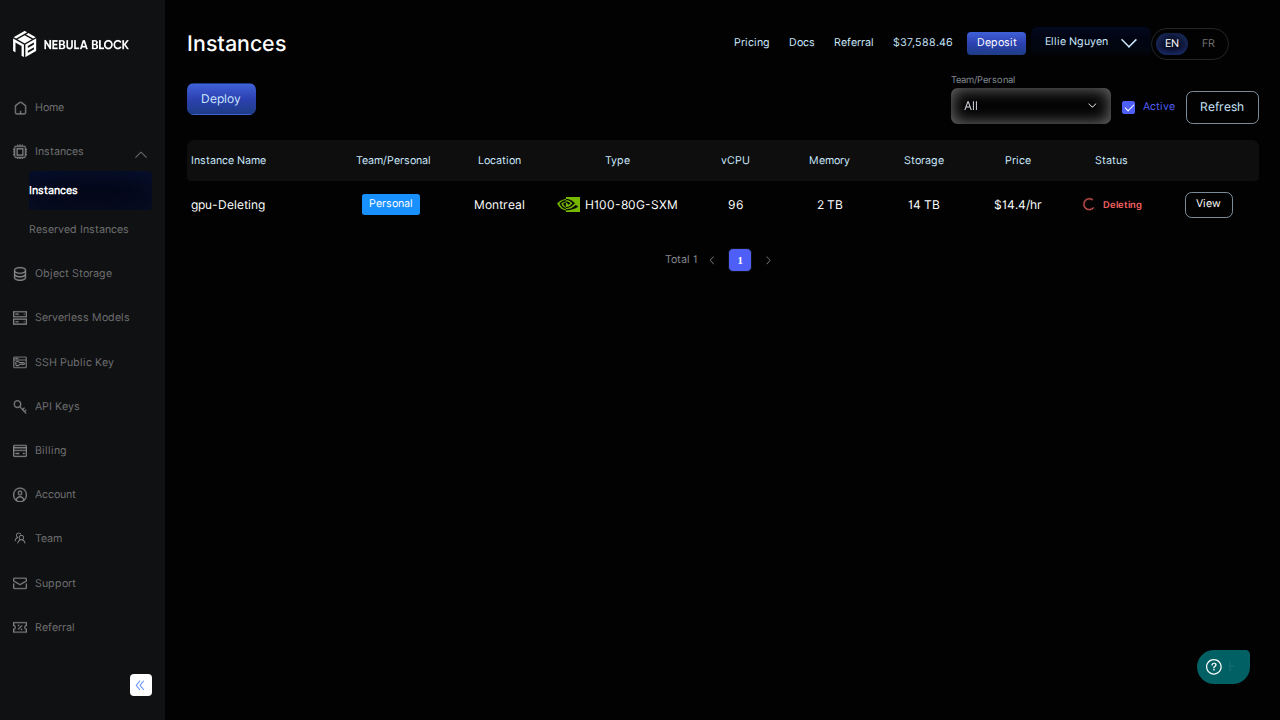 NEBULA BLOCK
Home
Instances
Instances
Reserved Instances
Object Storage
Serverless Models
SSH Public Key
API Keys
Billing
Account
Team
Support
Referral
Instances
Pricing Docs Referral $37,588.46 Deposit Ellie Nguyen EN FR
Deploy
Team/Personal
All
Active
Refresh
Instance Name Team/Personal Location Type vCPU Memory Storage Price Status
gpu-Deleting Personal Montreal H100-80G-SXM 96 2 TB 14 TB $14.4/hr Deleting View
Total 1 1